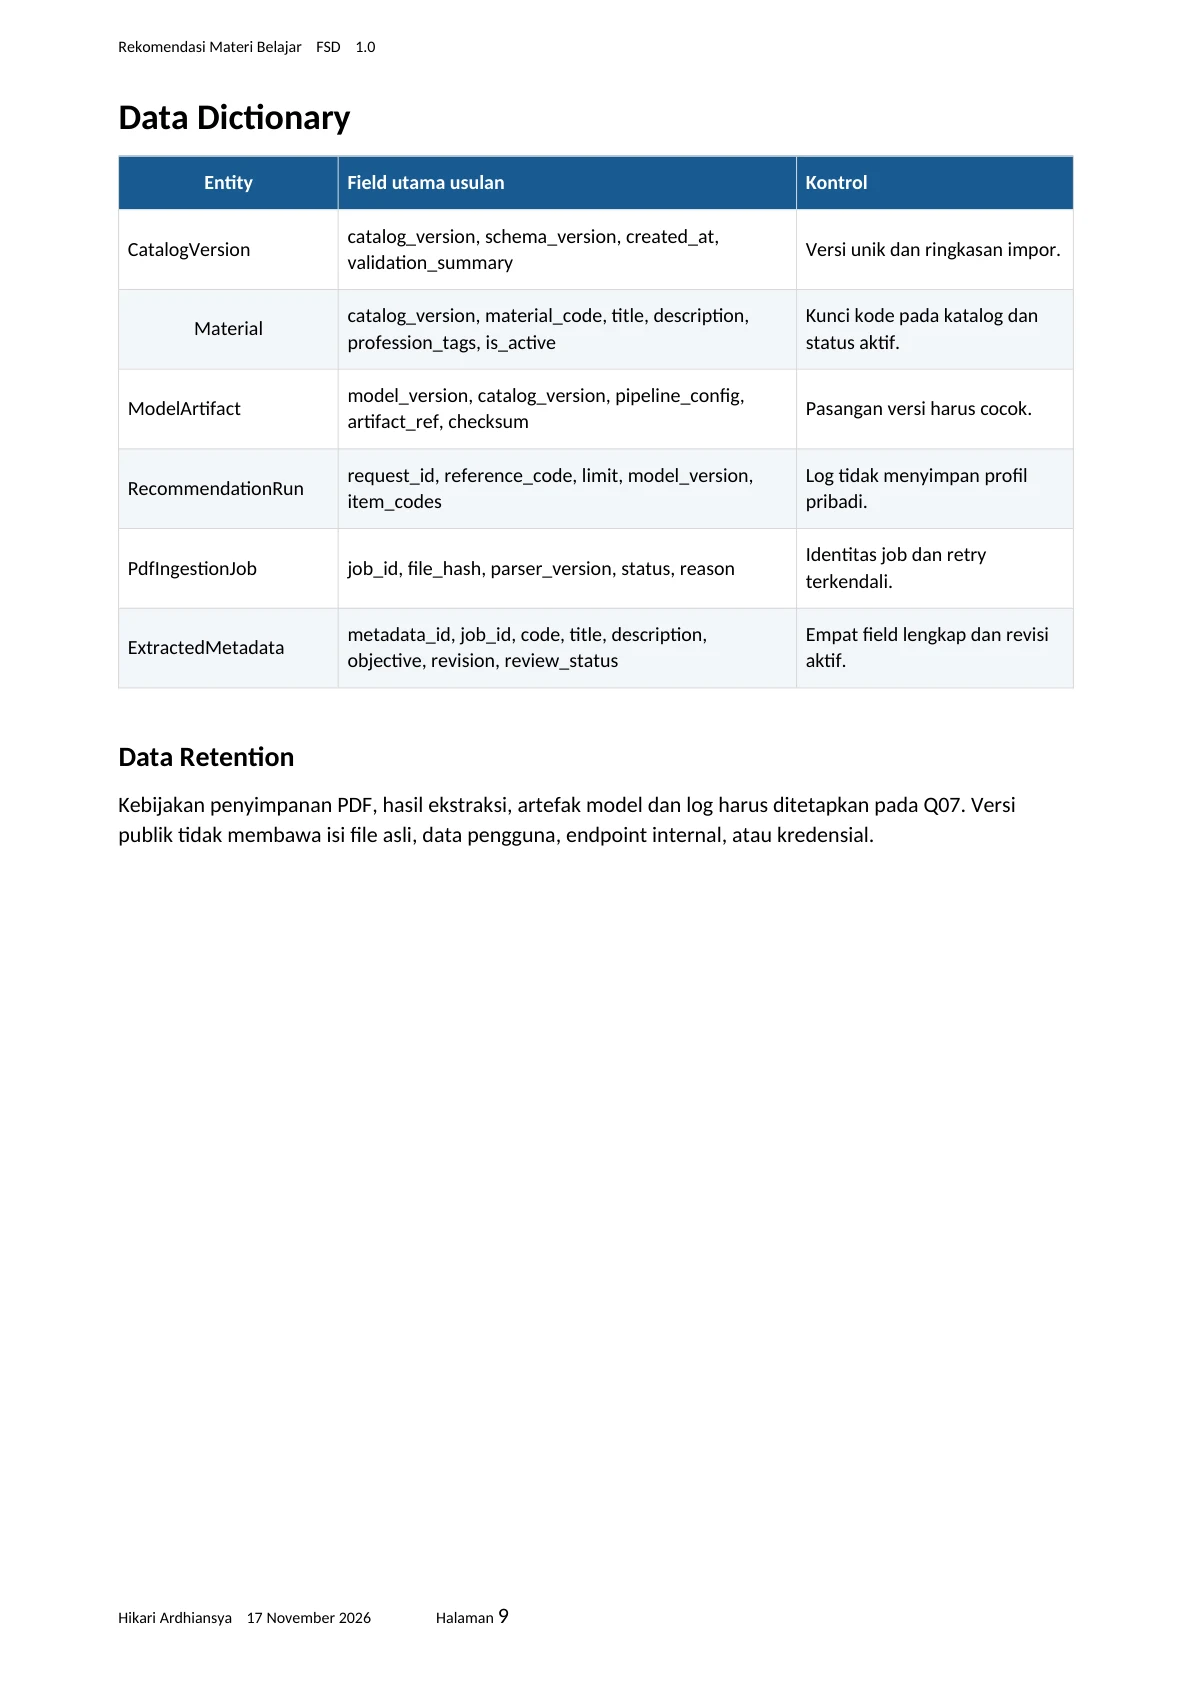 Rekomendasi Materi Belajar FSD 1.0
Data Dictionary
Entity
Field utama usulan
Kontrol
CatalogVersion
catalog_version, schema_version, created_at,
validation_summary
Versi unik dan ringkasan impor.
Material
catalog_version, material_code, title, description,
profession_tags, is_active
Kunci kode pada katalog dan
status aktif.
ModelArtifact
model_version, catalog_version, pipeline_config,
artifact_ref, checksum
Pasangan versi harus cocok.
RecommendationRun
request_id, reference_code, limit, model_version,
item_codes
Log tidak menyimpan profil
pribadi.
PdfIngestionJob
job_id, file_hash, parser_version, status, reason
Identitas job dan retry
terkendali.
ExtractedMetadata
metadata_id, job_id, code, title, description,
objective, revision, review_status
Empat field lengkap dan revisi
aktif.
Data Retention
Kebijakan penyimpanan PDF, hasil ekstraksi, artefak model dan log harus ditetapkan pada Q07. Versi
publik tidak membawa isi file asli, data pengguna, endpoint internal, atau kredensial.
Hikari Ardhiansya 17 November 2026 Halaman 9